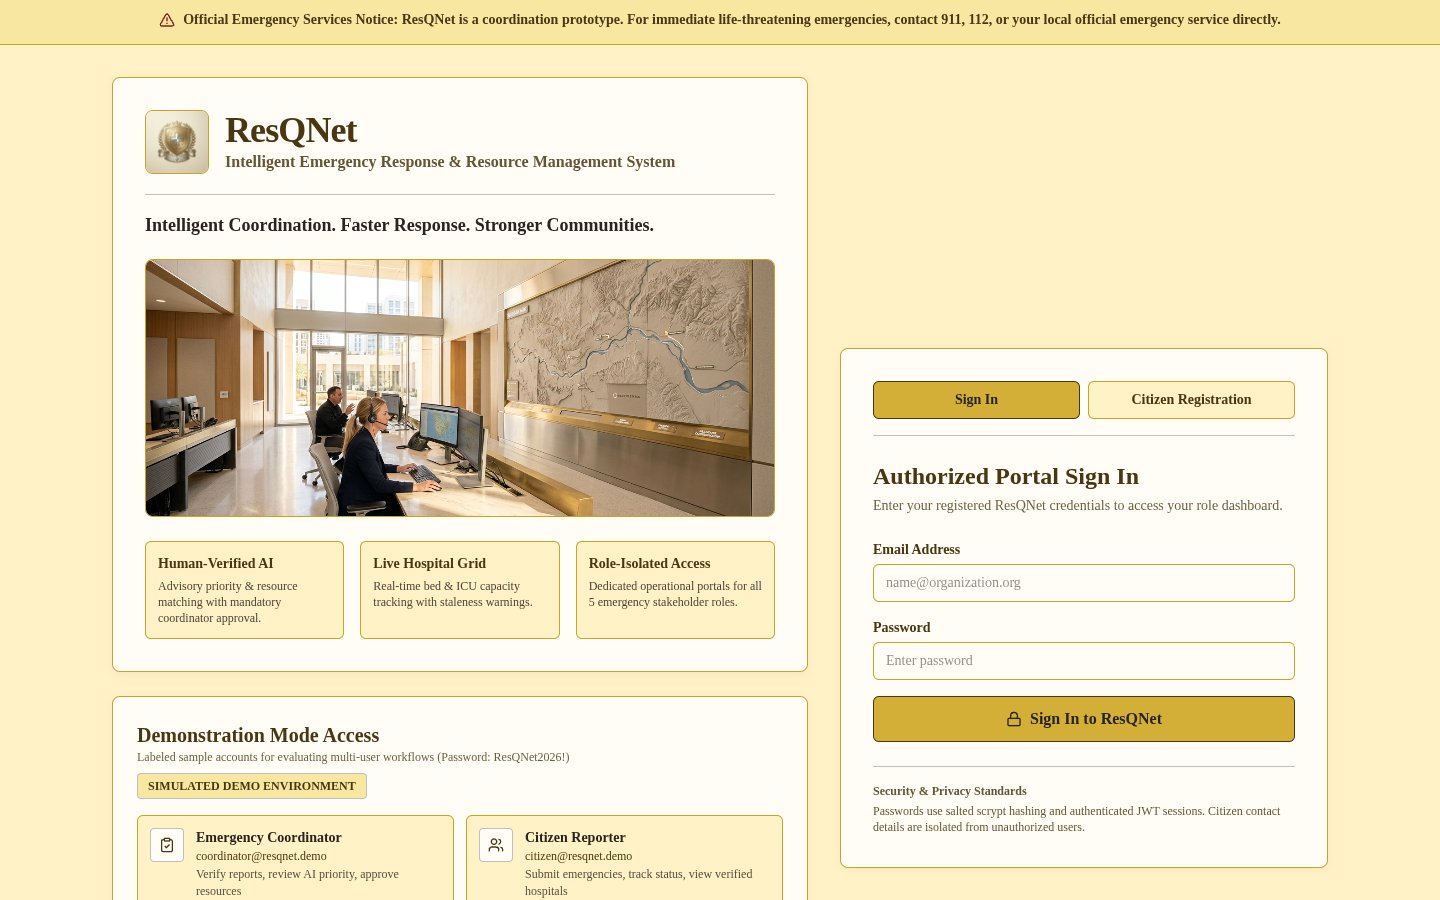 Official Emergency Services Notice: ResQNet is a coordination prototype. For immediate life-threatening emergencies, contact 911, 112, or your local official emergency service directly.
ResQNet
Intelligent Emergency Response & Resource Management System
Intelligent Coordination. Faster Response. Stronger Communities.
Human-Verified AI
Advisory priority & resource
matching with mandatory
coordinator approval.
Live Hospital Grid
Real-time bed & ICU capacity
tracking with staleness warnings.
Role-Isolated Access
Dedicated operational portals for all
5 emergency stakeholder roles.
Demonstration Mode Access
Labeled sample accounts for evaluating multi-user workflows (Password: ResQNet2026!)
SIMULATED DEMO ENVIRONMENT
Emergency Coordinator
coordinator@resqnet.demo
Verify reports, review AI priority, approve
resources
Citizen Reporter
citizen@resqnet.demo
Submit emergencies, track status, view verified
hospitals
Sign In
Citizen Registration
Authorized Portal Sign In
Enter your registered ResQNet credentials to access your role dashboard.
Email Address
name@organization.org
Password
Enter password
Sign In to ResQNet
Security & Privacy Standards
Passwords use salted scrypt hashing and authenticated JWT sessions. Citizen contact
details are isolated from unauthorized users.